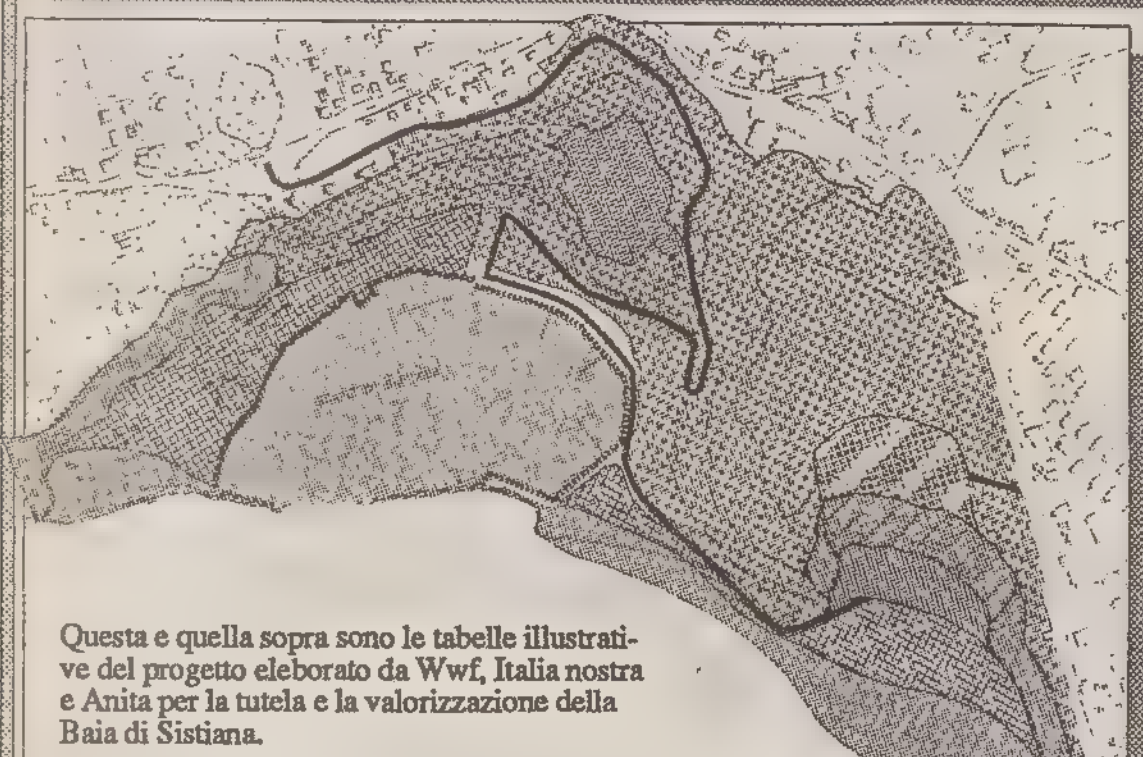 Questa e quella sopra sono le tabelle illustrati-
ve del progetto eleborato da Wwf, Italia nostra
e Anita per la tutela e la valorizzazione della
Baia di Sistiana.